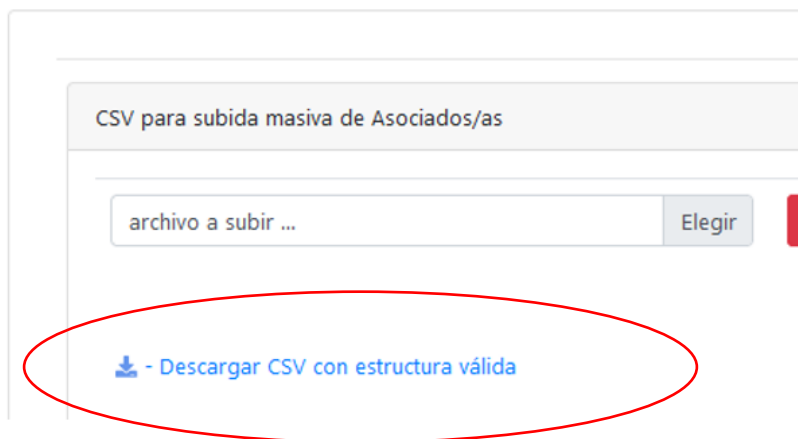 CSV para subida masiva de Asociados/as
archivo a subir ... Elegir
- Descargar CSV con estructura válida